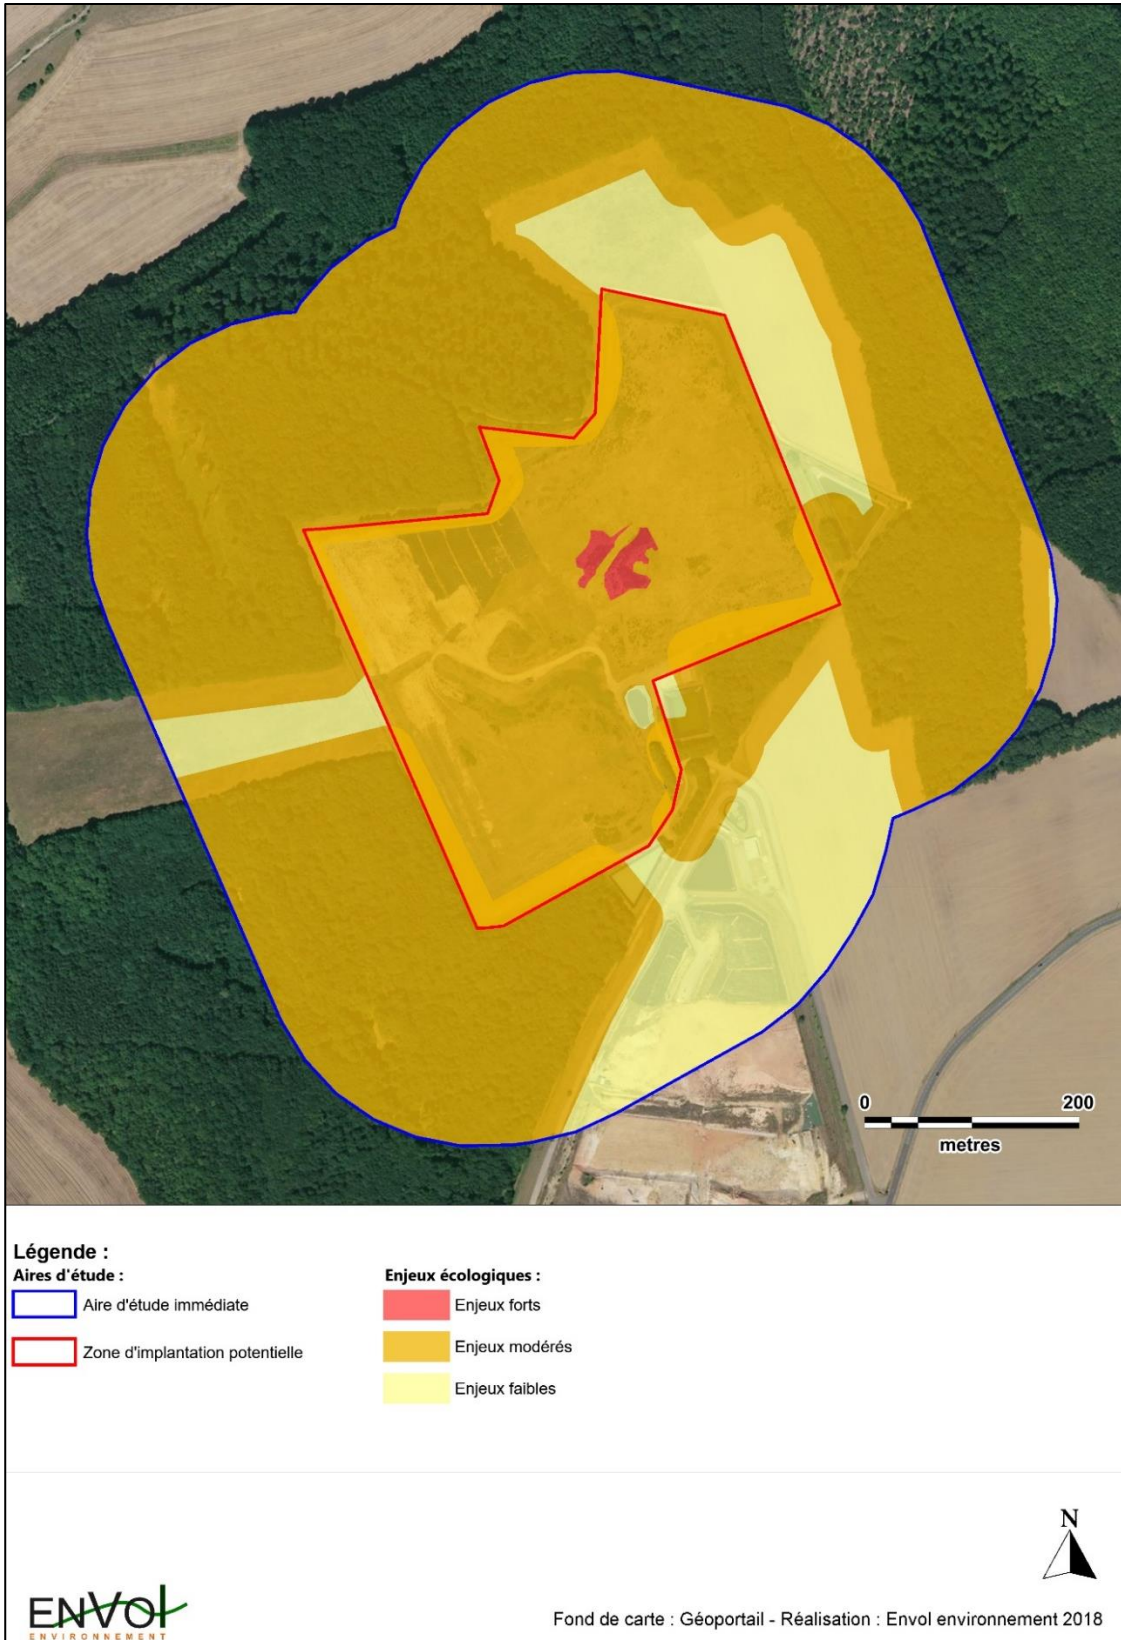 0 200
metres
Légende :
Aires d'étude :
Aire d'étude immédiate
Zone d'implantation potentielle
Enjeux écologiques :
Enjeux forts
Enjeux modérés
Enjeux faibles
N
ENVOl
ENVIRONNEMENT
Fond de carte : Géoportail - Réalisation : Envol environnement 2018